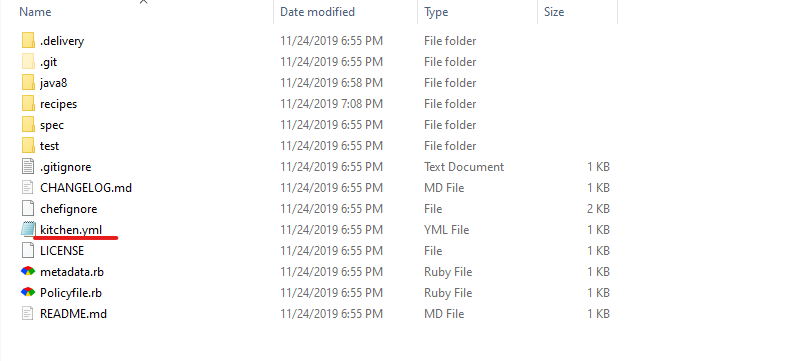 Name Date modified Type Size
.delivery 11/24/2019 6:55 PM File folder
.git 11/24/2019 6:55 PM File folder
java8 11/24/2019 6:58 PM File folder
recipes 11/24/2019 7:08 PM File folder
spec 11/24/2019 6:55 PM File folder
test 11/24/2019 6:55 PM File folder
.gitignore 11/24/2019 6:55 PM Text Document 1 KB
CHANGELOG.md 11/24/2019 6:55 PM MD File 1 KB
chefignore 11/24/2019 6:55 PM File 2 KB
kitchen.yml 11/24/2019 6:55 PM YML File 1 KB
LICENSE 11/24/2019 6:55 PM File 1 KB
metadata.rb 11/24/2019 6:55 PM Ruby File 1 KB
Policyfile.rb 11/24/2019 6:55 PM Ruby File 1 KB
README.md 11/24/2019 6:55 PM MD File 1 KB